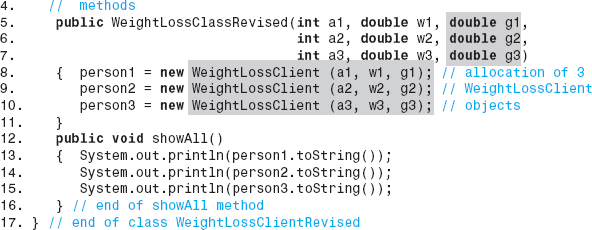 4. // methods
5. public WeightLossClassRevised(int a1, double w1, double g1,
6. int a2, double w2, double g2,
7. int a3, double w3, double g3)
8. { person1 = new WeightLossClient (a1, w1, g1); // allocation of 3
9. person2 = new WeightLossClient (a2, w2, g2); // WeightLossClient
10. person3 = new WeightLossClient (a3, w3, g3); // objects
11. }
12. public void showAll()
13. { System.out.println(person1.toString());
14. System.out.println(person2.toString());
15. System.out.println(person3.toString());
16. } // end of showAll method
17. } // end of class WeightLossClientRevised